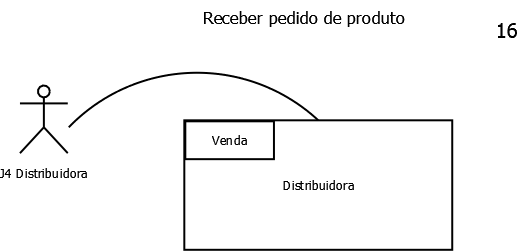 Receber pedido de produto
16
Venda
J4 Distribuidora
Distribuidora